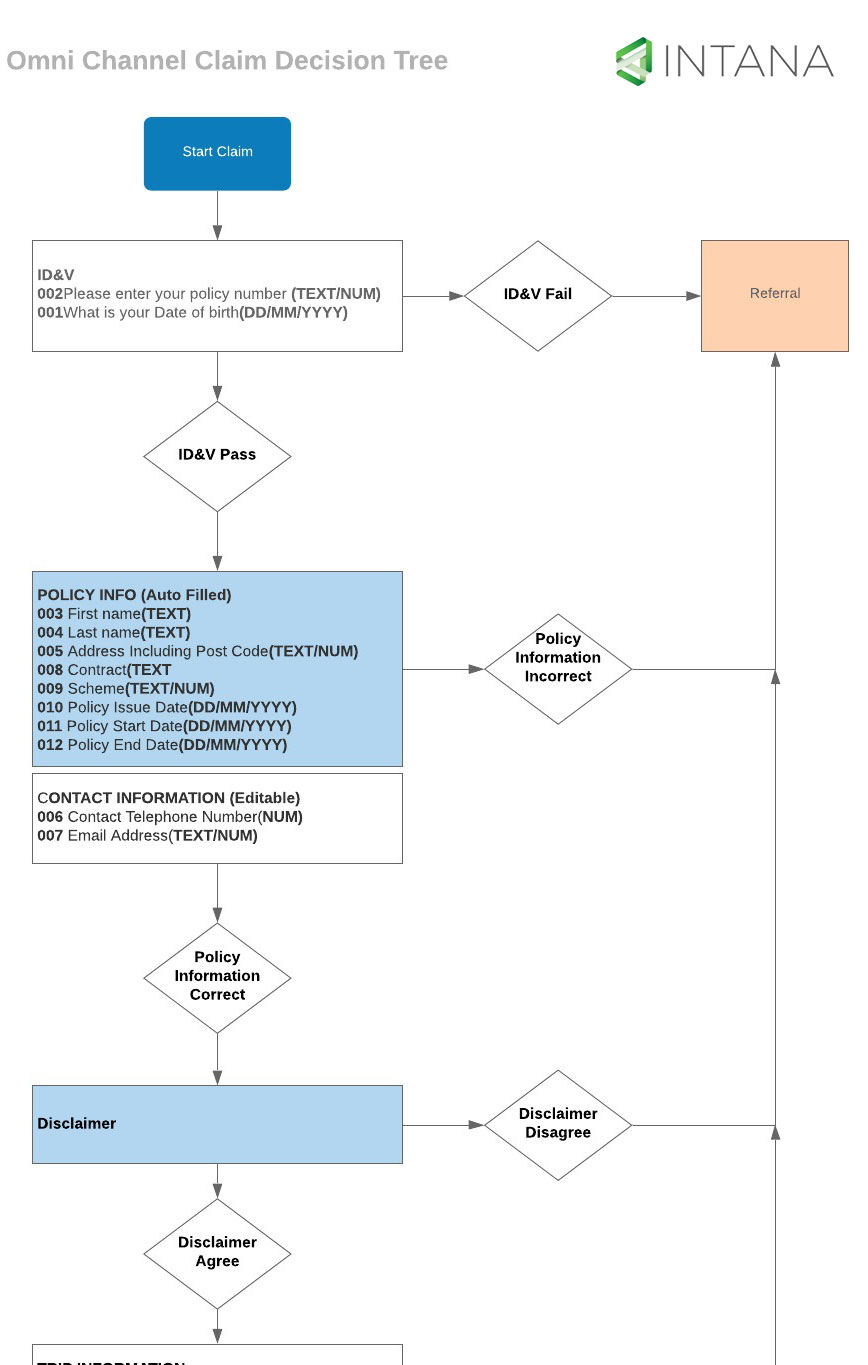 Omni Channel Claim Decision Tree
INTANA
Start Claim
ID&V
002Please enter your policy number (TEXT/NUM)
001What is your Date of birth(DD/MM/YYYY)
ID&V Fail
Referral
ID&V Pass
POLICY INFO (Auto Filled)
003 First name(TEXT)
004 Last name(TEXT)
005 Address Including Post Code(TEXT/NUM)
008 Contract(TEXT
009 Scheme(TEXT/NUM)
010 Policy Issue Date(DD/MM/YYYY)
011 Policy Start Date(DD/MM/YYYY)
012 Policy End Date(DD/MM/YYYY)
Policy
Information
Incorrect
CONTACT INFORMATION (Editable)
006 Contact Telephone Number(NUM)
007 Email Address(TEXT/NUM)
Policy
Information
Correct
Disclaimer
Disclaimer
Disagree
Disclaimer
Agree
TRIP INFORMATION